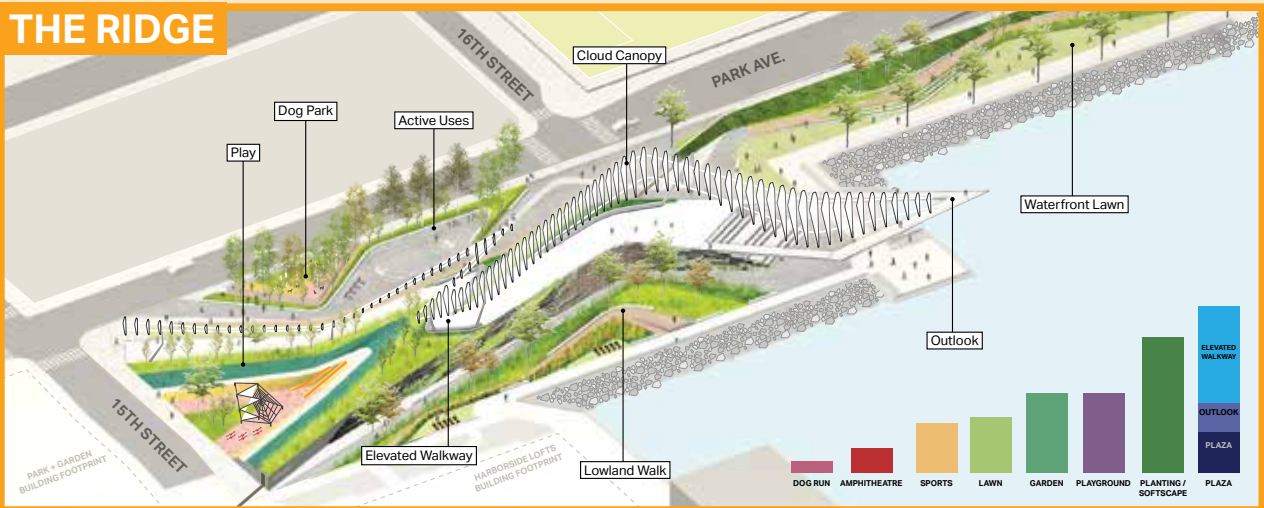 THE RIDGE
16TH STREET
Cloud Canopy
PARK AVE.
Dog Park
Active Uses
Play
Waterfront Lawn
Outlook
15TH STREET
Elevated Walkway
Lowland Walk
PARK + GARDEN
BUILDING FOOTPRINT
HARBORSIDE LOFTS
BUILDING FOOTPRINT
ELEVATED
WALKWAY
OUTLOOK
PLAZA
DOG RUN
AMPHITHEATRE
SPORTS
LAWN
GARDEN
PLAYGROUND
PLANTING /
SOFTSCAPE
PLAZA